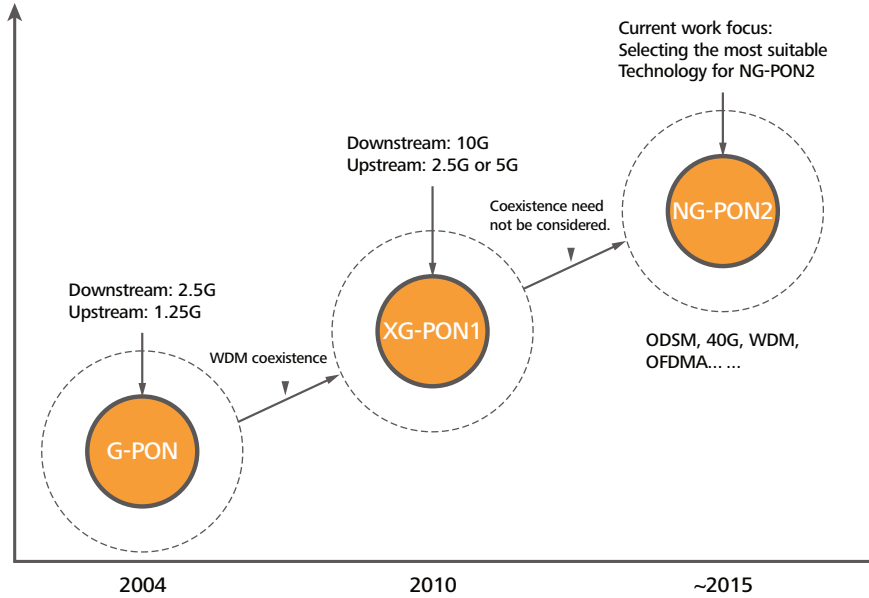 Current work focus:
Selecting the most suitable
Technology for NG-PON2
Downstream: 10G
Upstream: 2.5G or 5G
Coexistence need
not be considered.
NG-PON2
Downstream: 2.5G
Upstream: 1.25G
XG-PON1
ODSM, 40G, WDM,
OFDMA... ...
WDM coexistence
G-PON
2004
2010
~2015